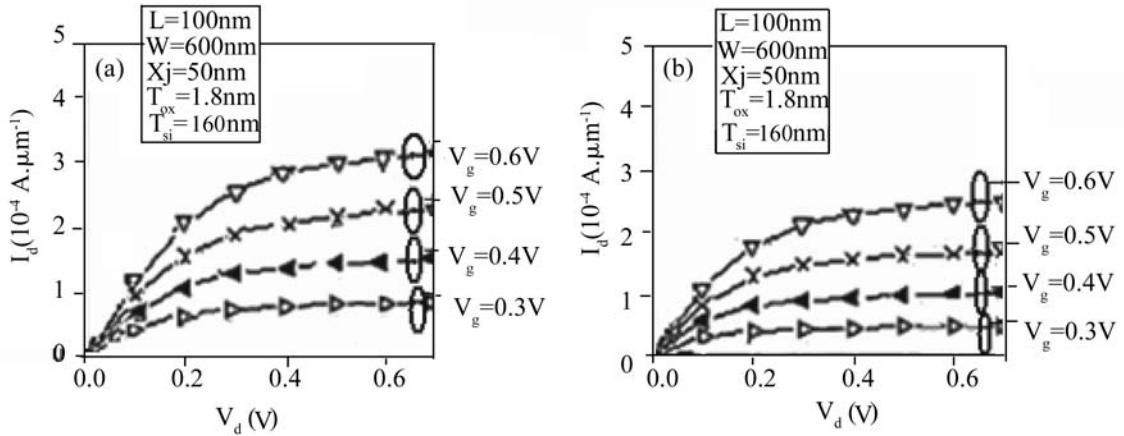 L=100nm
W=600nm
Xj=50nm
Tox=1.8nm
Tsi=160nm
(a)
5
4
3
2
1
0
Id(10-4 A.μm-1)
0.0
0.2
0.4
0.6
Vd (V)
Vg=0.6V
Vg=0.5V
Vg=0.4V
Vg=0.3V
L=100nm
W=600nm
Xj=50nm
Tox=1.8nm
Tsi=160nm
(b)
5
4
3
2
1
0
Id(10-4 A.μm-1)
0.0
0.2
0.4
0.6
Vd (V)
Vg=0.6V
Vg=0.5V
Vg=0.4V
Vg=0.3V